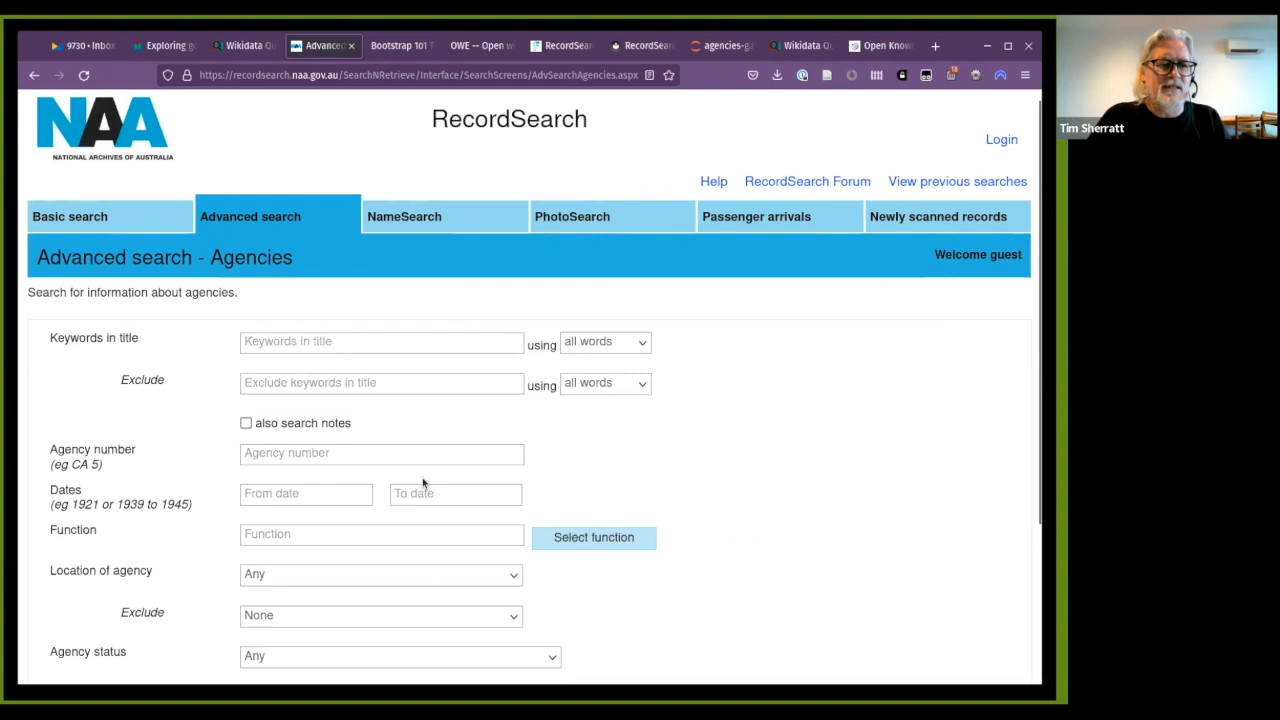 9730 • Inbox
Exploring g
Wikidata Qu
Advanced
Bootstrap 101 T
OWE -- Open w
RecordSear
RecordSear
agencies-ga
Wikidata Qu
Open Know
https://recordsearch.naa.gov.au/SearchNRetrieve/Interface/SearchScreens/AdvSearchAgencies.aspx
18
NAA
NATIONAL ARCHIVES OF AUSTRALIA
RecordSearch
Login
Help RecordSearch Forum View previous searches
Basic search Advanced search NameSearch PhotoSearch Passenger arrivals Newly scanned records
Advanced search - Agencies Welcome guest
Search for information about agencies.
Keywords in title Keywords in title using all words
Exclude Exclude keywords in title using all words
also search notes
Agency number Agency number
(eg CA 5)
Dates From date To date
(eg 1921 or 1939 to 1945)
Function Function Select function
Location of agency Any
Exclude None
Agency status Any
Tim Sherratt